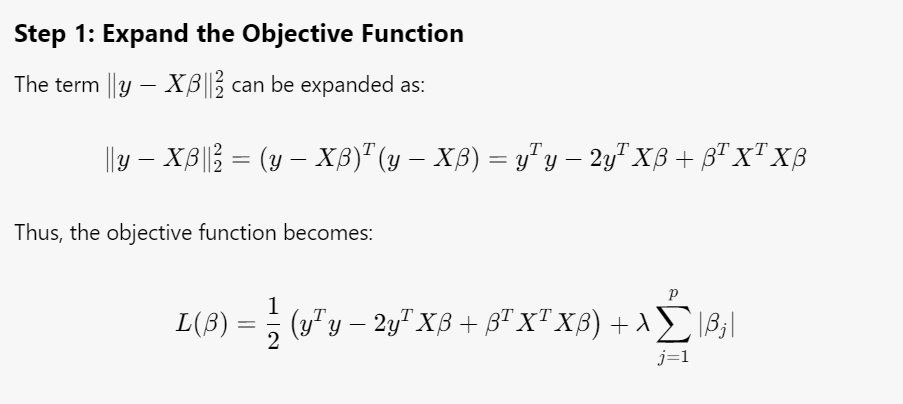 Step 1: Expand the Objective Function
The term ||y − Xβ||₂² can be expanded as:
||y − Xβ||₂² = (y − Xβ)ᵀ(y − Xβ) = yᵀy − 2yᵀXβ + βᵀXᵀXβ
Thus, the objective function becomes:
L(β) = 1/2 (yᵀy − 2yᵀXβ + βᵀXᵀXβ) + λ ∑_{j=1}^{p} |βⱼ|